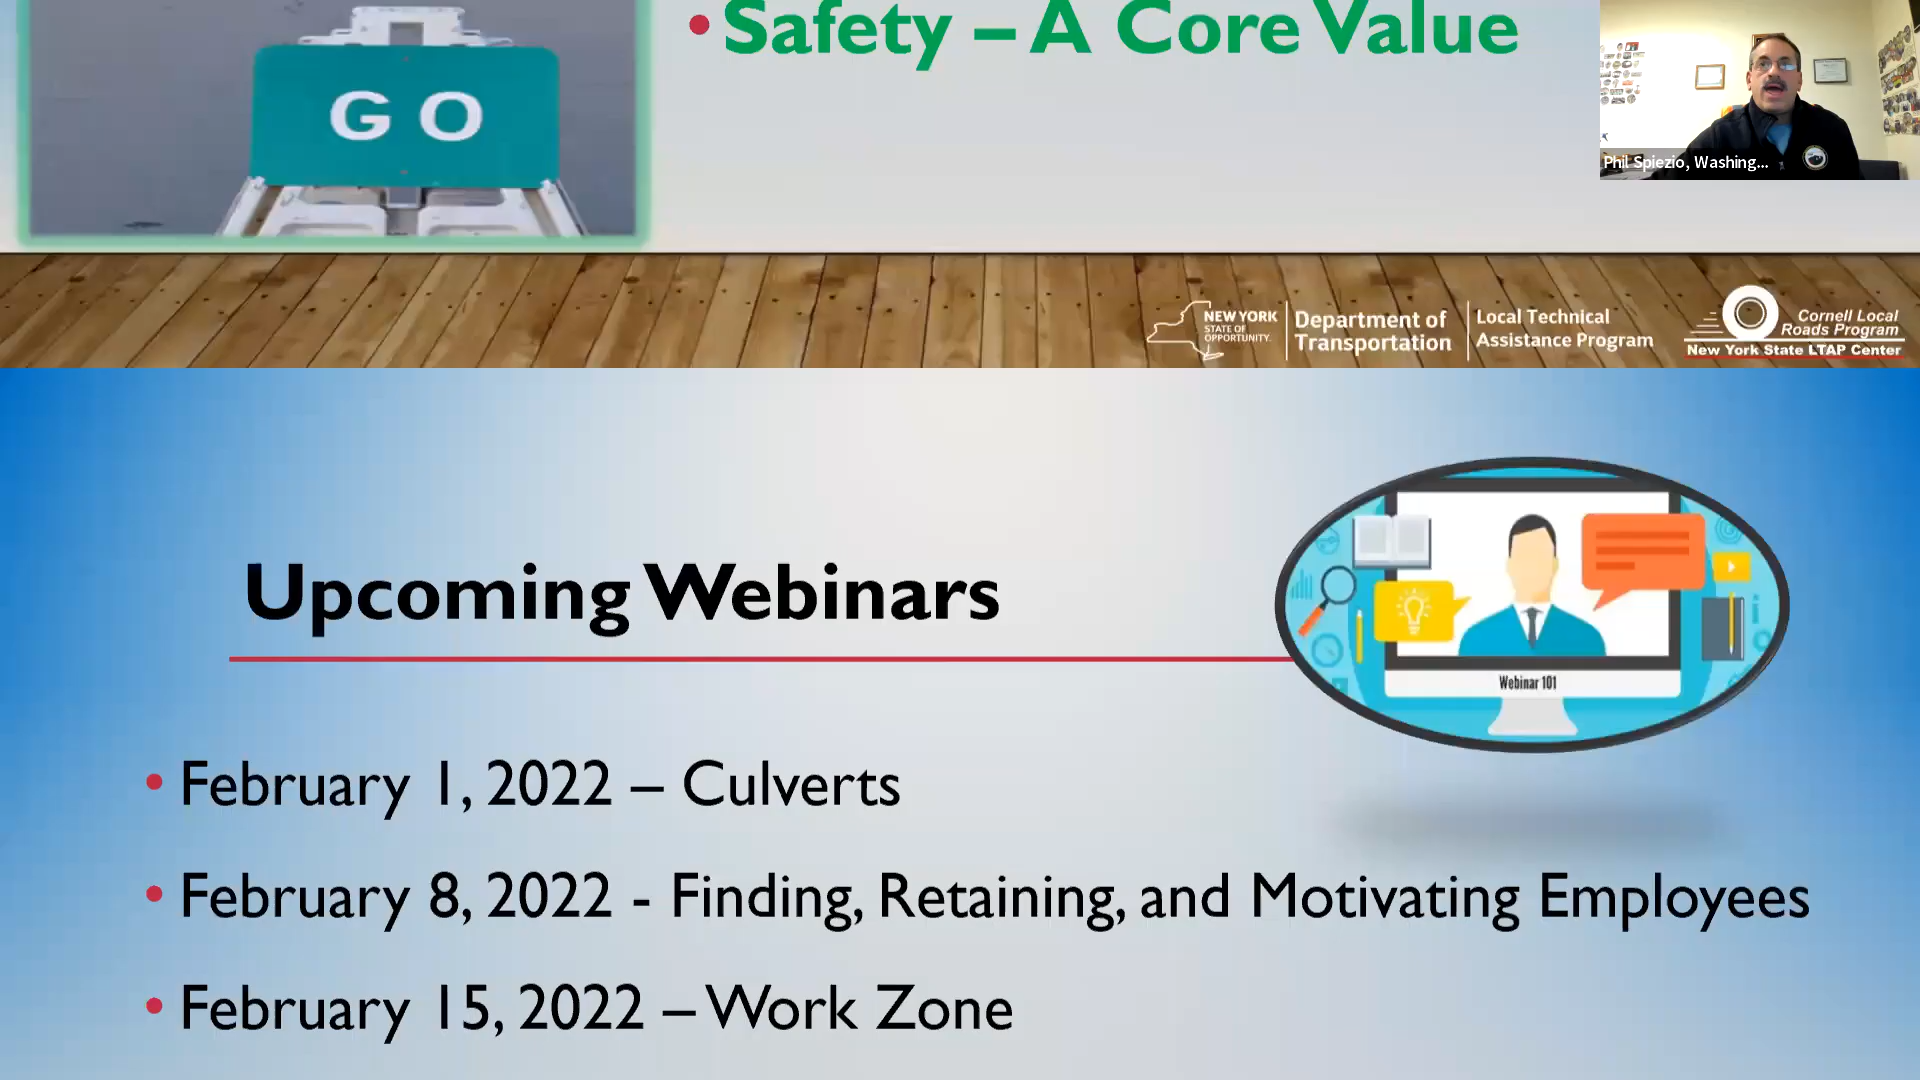 • Safety – A Core Value
GO
Phil Spiezio, Washing...
NEW YORK
STATE OF
OPPORTUNITY.
Department of
Transportation
Local Technical
Assistance Program
Cornell Local
Roads Program
New York State LTAP Center
Upcoming Webinars
Webinar 101
• February 1, 2022 – Culverts
• February 8, 2022 - Finding, Retaining, and Motivating Employees
• February 15, 2022 – Work Zone